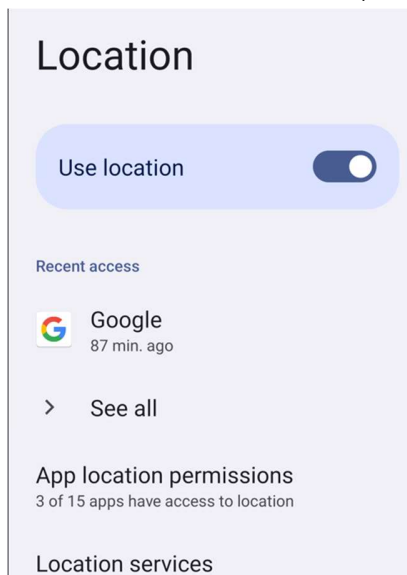 Location
Use location
Recent access
Google
87 min. ago
See all
App location permissions
3 of 15 apps have access to location
Location services